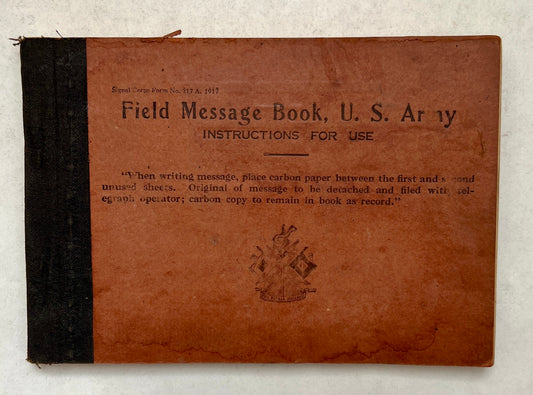 Signal Corps Form No. 217 A, 1917
Field Message Book, U. S. Army
INSTRUCTIONS FOR USE
"When writing message, place carbon paper between the first and second
unused sheets. Original of message to be detached and filed with tel-
egraph operator; carbon copy to remain in book as record."